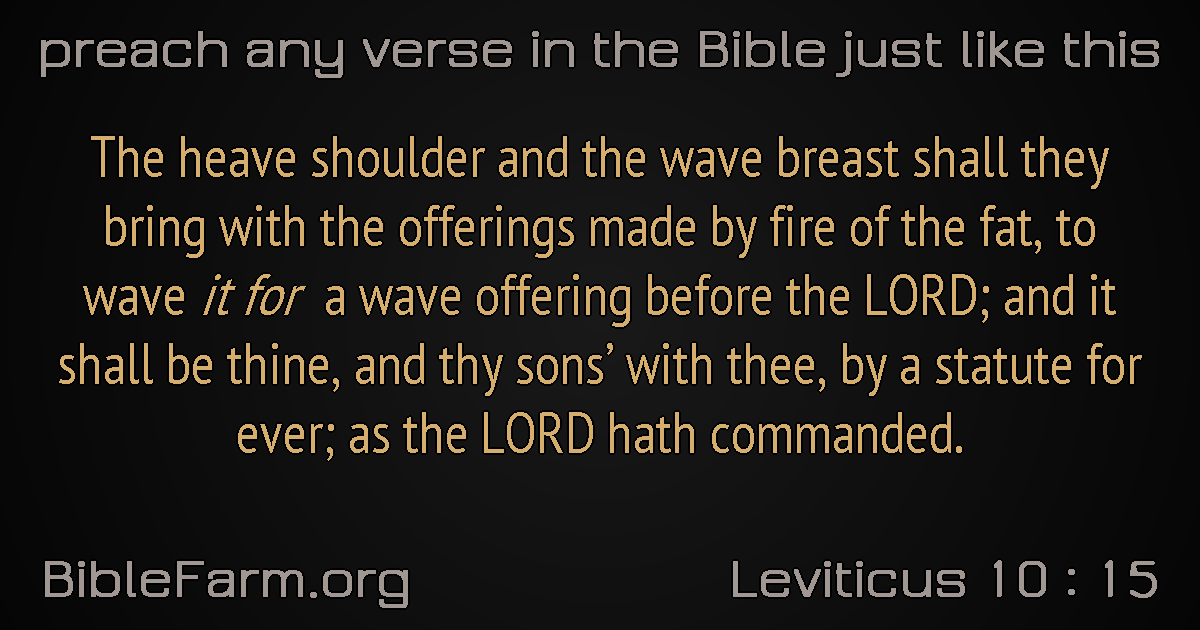 preach any verse in the Bible just like this
The heave shoulder and the wave breast shall they
bring with the offerings made by fire of the fat, to
wave it for a wave offering before the LORD; and it
shall be thine, and thy sons’ with thee, by a statute for
ever; as the LORD hath commanded.
BibleFarm.org
Leviticus 10 : 15